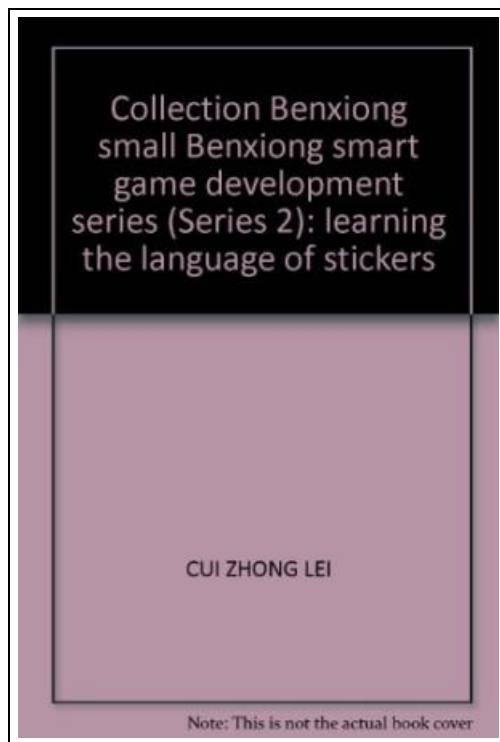 Collection Benxiong
small Benxiong smart
game development
series (Series 2): learning
the language of stickers
CUI ZHONG LEI
Note: This is not the actual book cover